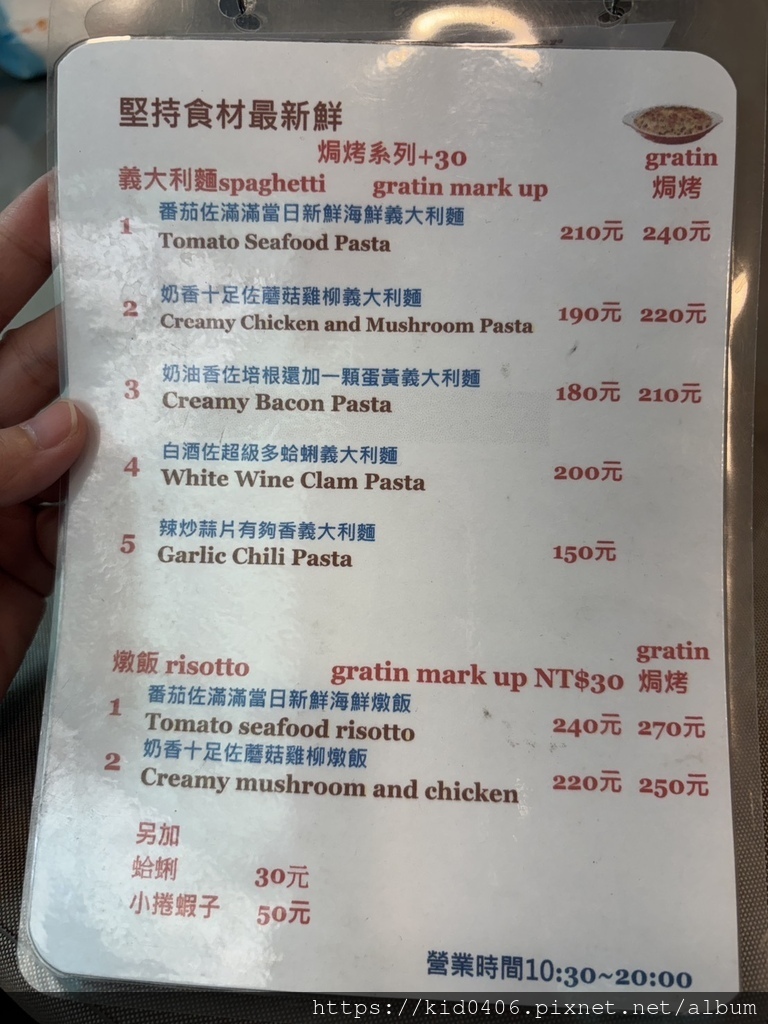 堅持食材最新鮮
焗烤系列+30
gratin
義大利麵spaghetti gratin mark up 焗烤
1 番茄佐滿滿當日新鮮海鮮義大利麵
Tomato Seafood Pasta 210元 240元
2 奶香十足佐蘑菇雞柳義大利麵
Creamy Chicken and Mushroom Pasta 190元 220元
3 奶油香佐培根還加一顆蛋黃義大利麵
Creamy Bacon Pasta 180元 210元
4 白酒佐超級多蛤蜊義大利麵
White Wine Clam Pasta 200元
5 辣炒蒜片有夠香義大利麵
Garlic Chili Pasta 150元
gratin
燉飯 risotto gratin mark up NT$30 焗烤
1 番茄佐滿滿當日新鮮海鮮燉飯
Tomato seafood risotto 240元 270元
2 奶香十足佐蘑菇雞柳燉飯
Creamy mushroom and chicken 220元 250元
另加
蛤蜊 30元
小捲蝦子 50元
營業時間10:30~20:00
https://kid0406.pixnet.net/album